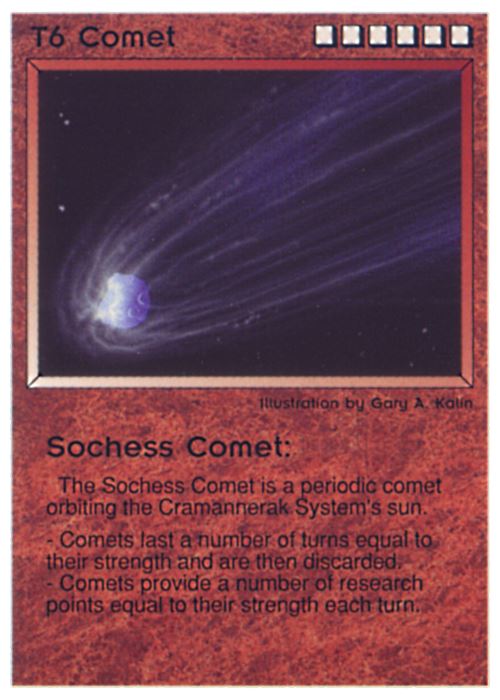 T6 Comet
Illustration by Gary A. Kalin
Sochess Comet:
The Sochess Comet is a periodic comet
orbiting the Cramannerak System's sun.
- Comets last a number of turns equal to
their strength and are then discarded.
- Comets provide a number of research
points equal to their strength each turn.